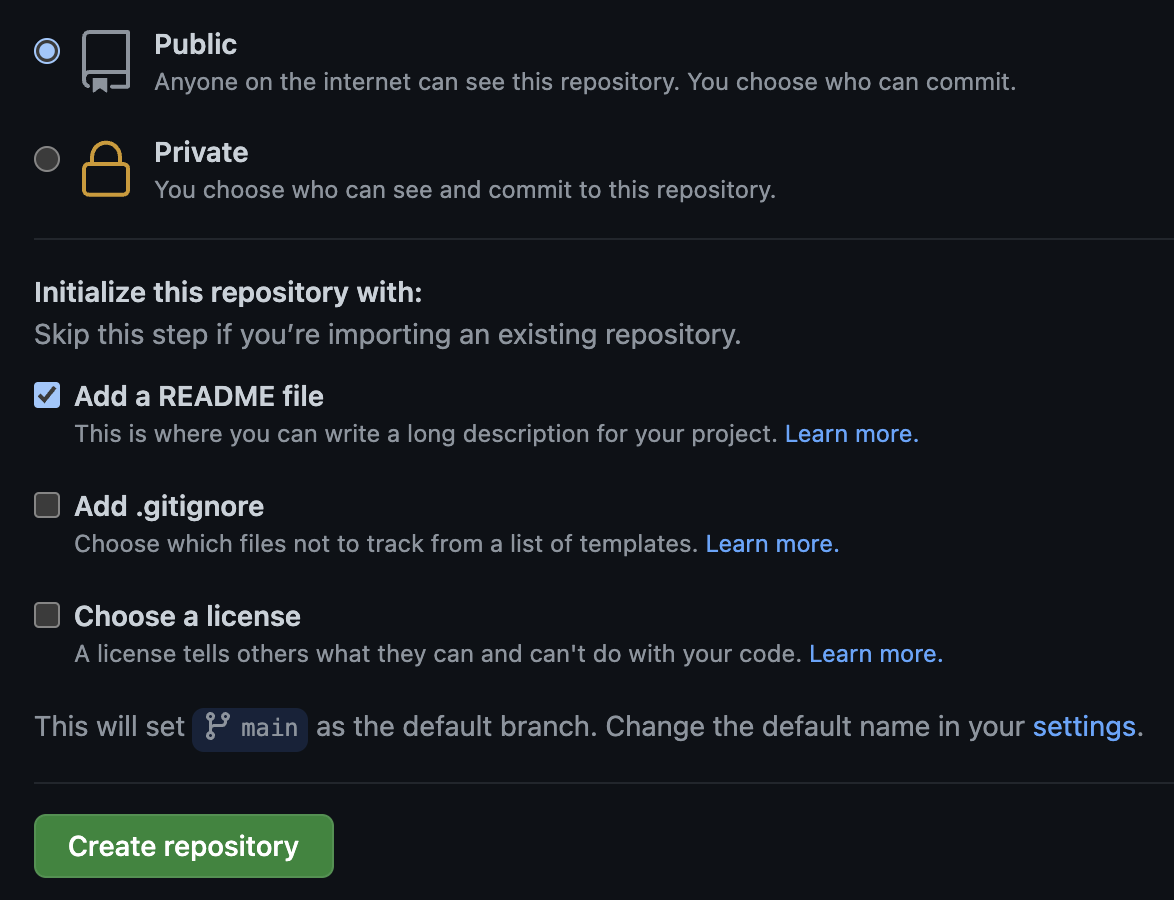 Public
Anyone on the internet can see this repository. You choose who can commit.
Private
You choose who can see and commit to this repository.
Initialize this repository with:
Skip this step if you’re importing an existing repository.
Add a README file
This is where you can write a long description for your project. Learn more.
Add .gitignore
Choose which files not to track from a list of templates. Learn more.
Choose a license
A license tells others what they can and can't do with your code. Learn more.
This will set main as the default branch. Change the default name in your settings.
Create repository